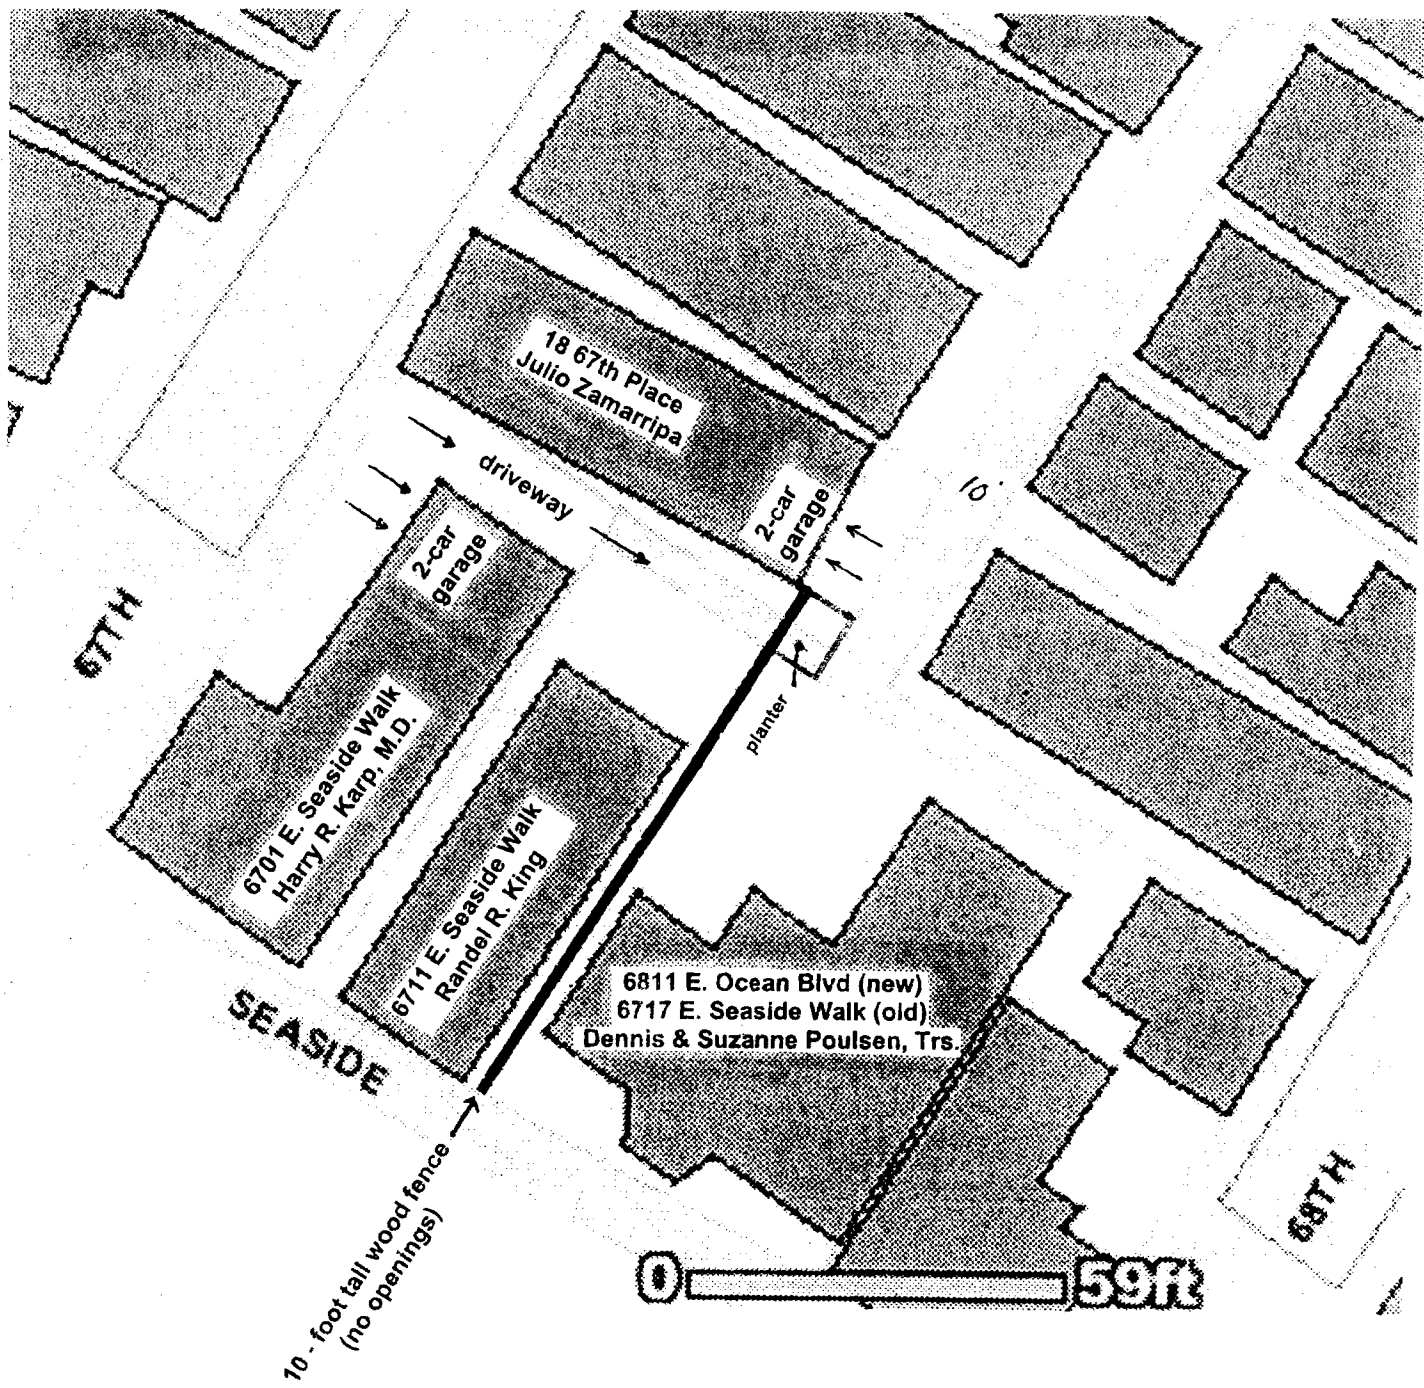 18 67th Place
Julio Zamarripa
driveway
2-car
garage
10'
2-car
garage
67TH
planter
6701 E. Seaside Walk
Harry R. Karp, M.D.
6711 E. Seaside Walk
Randel R. King
6811 E. Ocean Blvd (new)
6717 E. Seaside Walk (old)
Dennis & Suzanne Poulsen, Trs.
SEASIDE
68TH
10 - foot tall wood fence
(no openings)
0 59ft